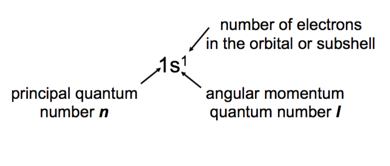 number of electrons
in the orbital or subshell
1s¹
principal quantum
number n
angular momentum
quantum number l